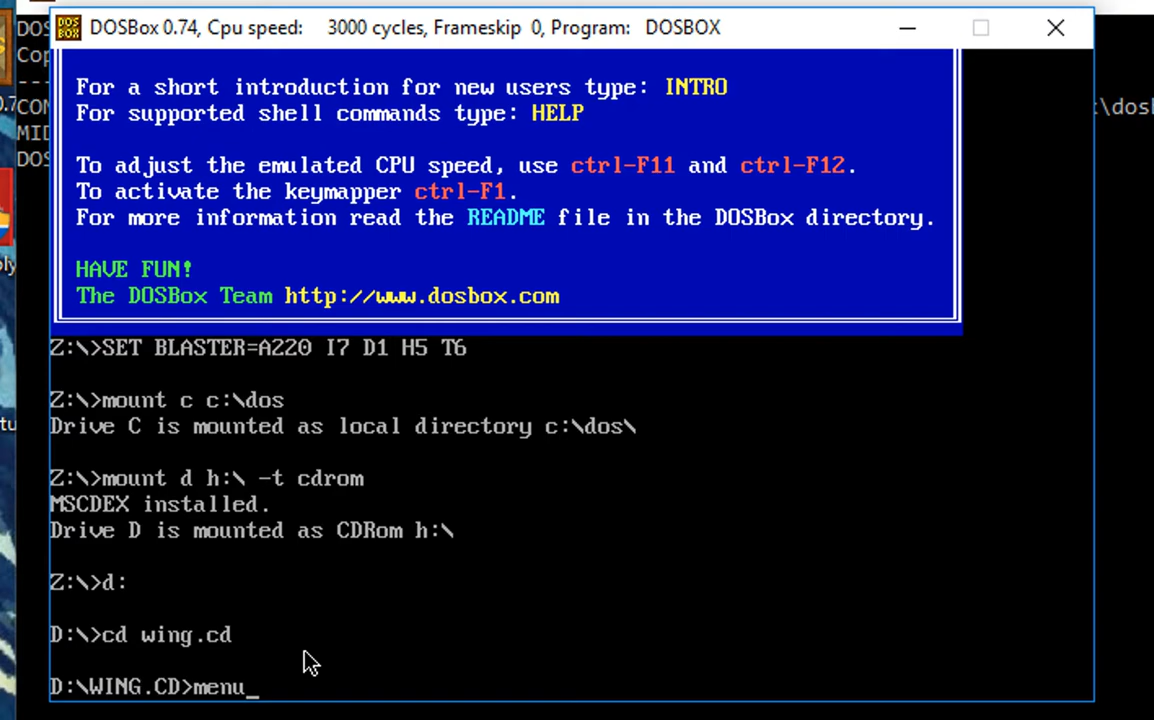 DOSBox 0.74, Cpu speed: 3000 cycles, Frameskip 0, Program: DOSBOX
For a short introduction for new users type: INTRO
For supported shell commands type: HELP
To adjust the emulated CPU speed, use ctrl-F11 and ctrl-F12.
To activate the keymapper ctrl-F1.
For more information read the README file in the DOSBox directory.
HAVE FUN!
The DOSBox Team http://www.dosbox.com
Z:\>SET BLASTER=A220 I7 D1 H5 T6
Z:\>mount c c:\dos
Drive C is mounted as local directory c:\dos\
Z:\>mount d h:\ -t cdrom
MSCDEX installed.
Drive D is mounted as CDRom h:\
Z:\>d:
D:\>cd wing.cd
D:\WING.CD>menu_